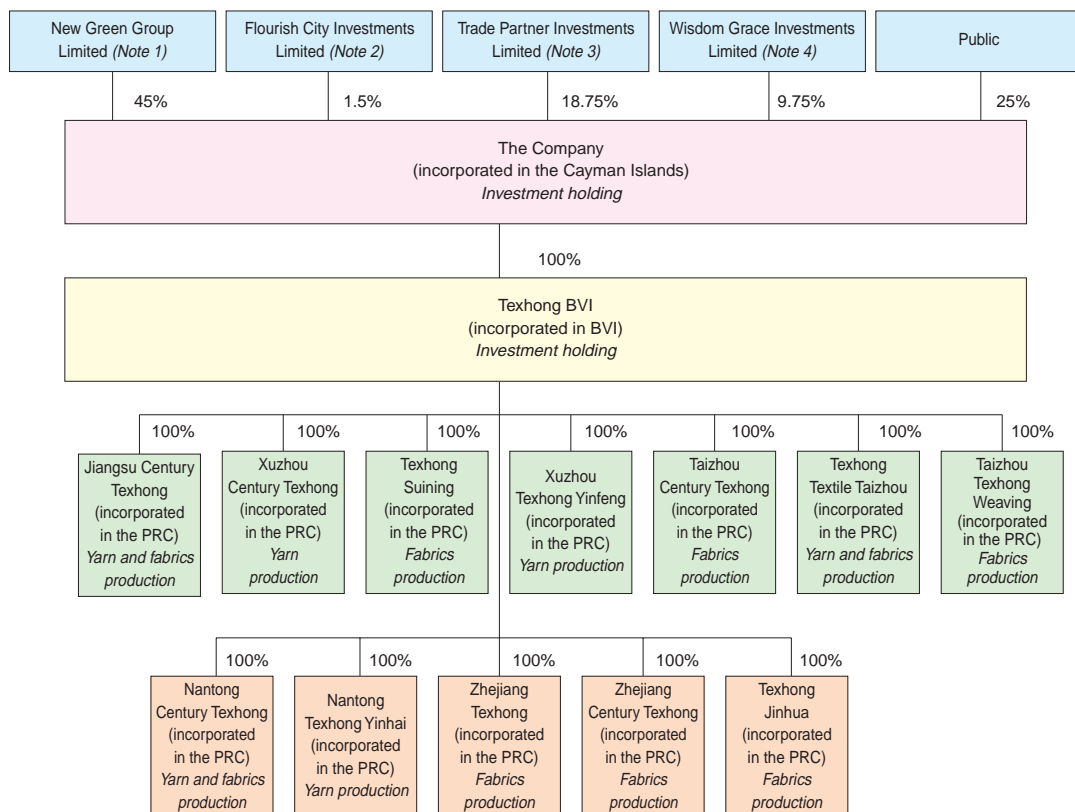 New Green Group
Limited (Note 1)
Flourish City Investments
Limited (Note 2)
Trade Partner Investments
Limited (Note 3)
Wisdom Grace Investments
Limited (Note 4)
Public
45%
1.5%
18.75%
9.75%
25%
The Company
(incorporated in the Cayman Islands)
Investment holding
100%
Texhong BVI
(incorporated in BVI)
Investment holding
100%
100%
100%
100%
100%
100%
100%
Jiangsu Century
Texhong
(incorporated
in the PRC)
Yarn and fabrics
production
Xuzhou
Century Texhong
(incorporated
in the PRC)
Yarn
production
Texhong
Suining
(incorporated
in the PRC)
Fabrics
production
Xuzhou
Texhong Yinfeng
(incorporated
in the PRC)
Yarn production
Taizhou
Century Texhong
(incorporated
in the PRC)
Fabrics
production
Texhong
Textile Taizhou
(incorporated
in the PRC)
Yarn and fabrics
production
Taizhou
Texhong
Weaving
(incorporated
in the PRC)
Fabrics
production
100%
100%
100%
100%
100%
Nantong
Century Texhong
(incorporated
in the PRC)
Yarn and fabrics
production
Nantong
Texhong Yinhai
(incorporated
in the PRC)
Yarn production
Zhejiang
Texhong
(incorporated
in the PRC)
Fabrics
production
Zhejiang
Century Texhong
(incorporated
in the PRC)
Fabrics
production
Texhong
Jinhua
(incorporated
in the PRC)
Fabrics
production